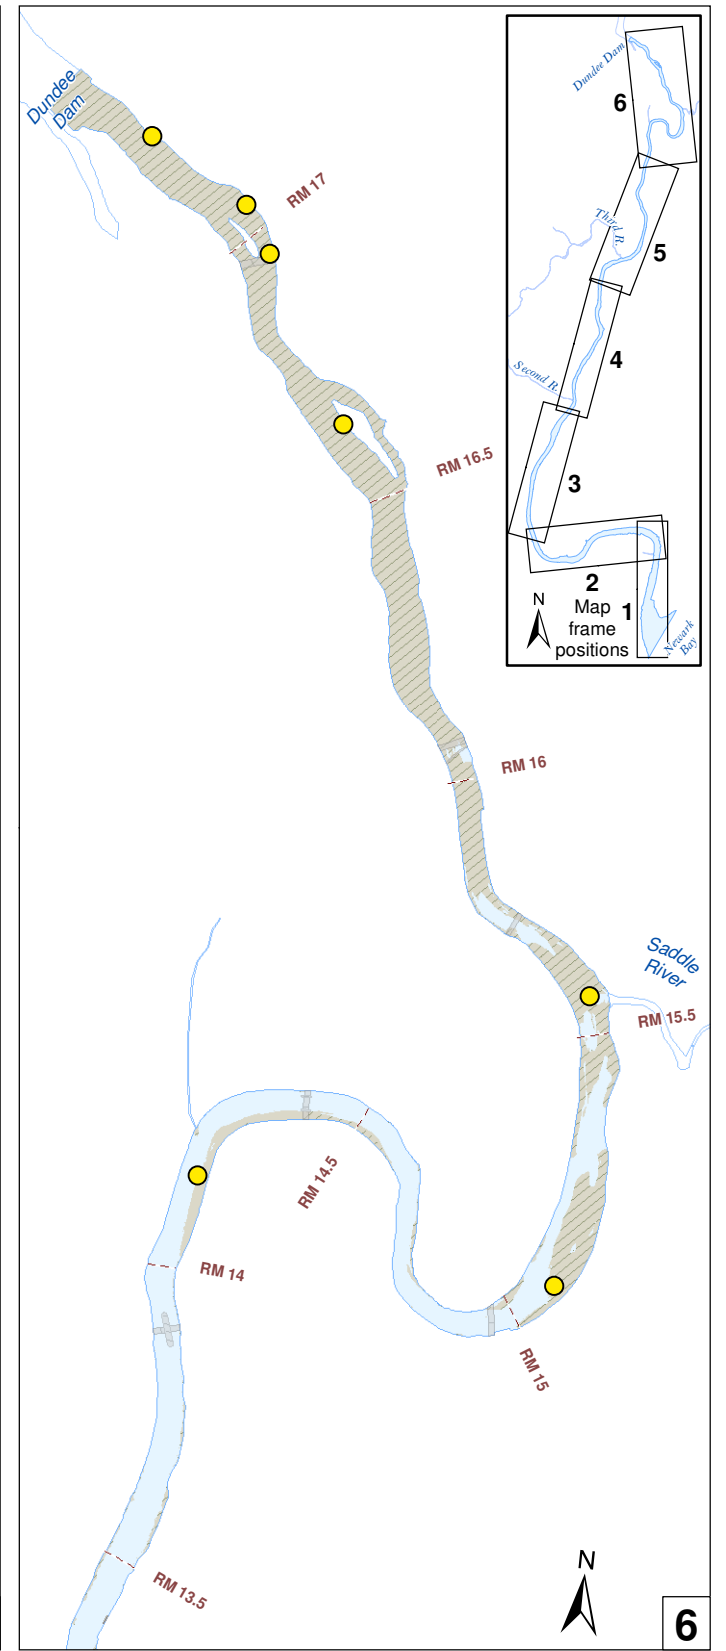 Dundee
Dam
RM 17
RM 16.5
RM 16
Saddle
River
RM 15.5
RM 14.5
RM 14
RM 15
RM 13.5
N
6
Dundee Dam
6
Third R.
5
4
Second R.
3
2
1
N
Map
frame
positions
Newark
Bay